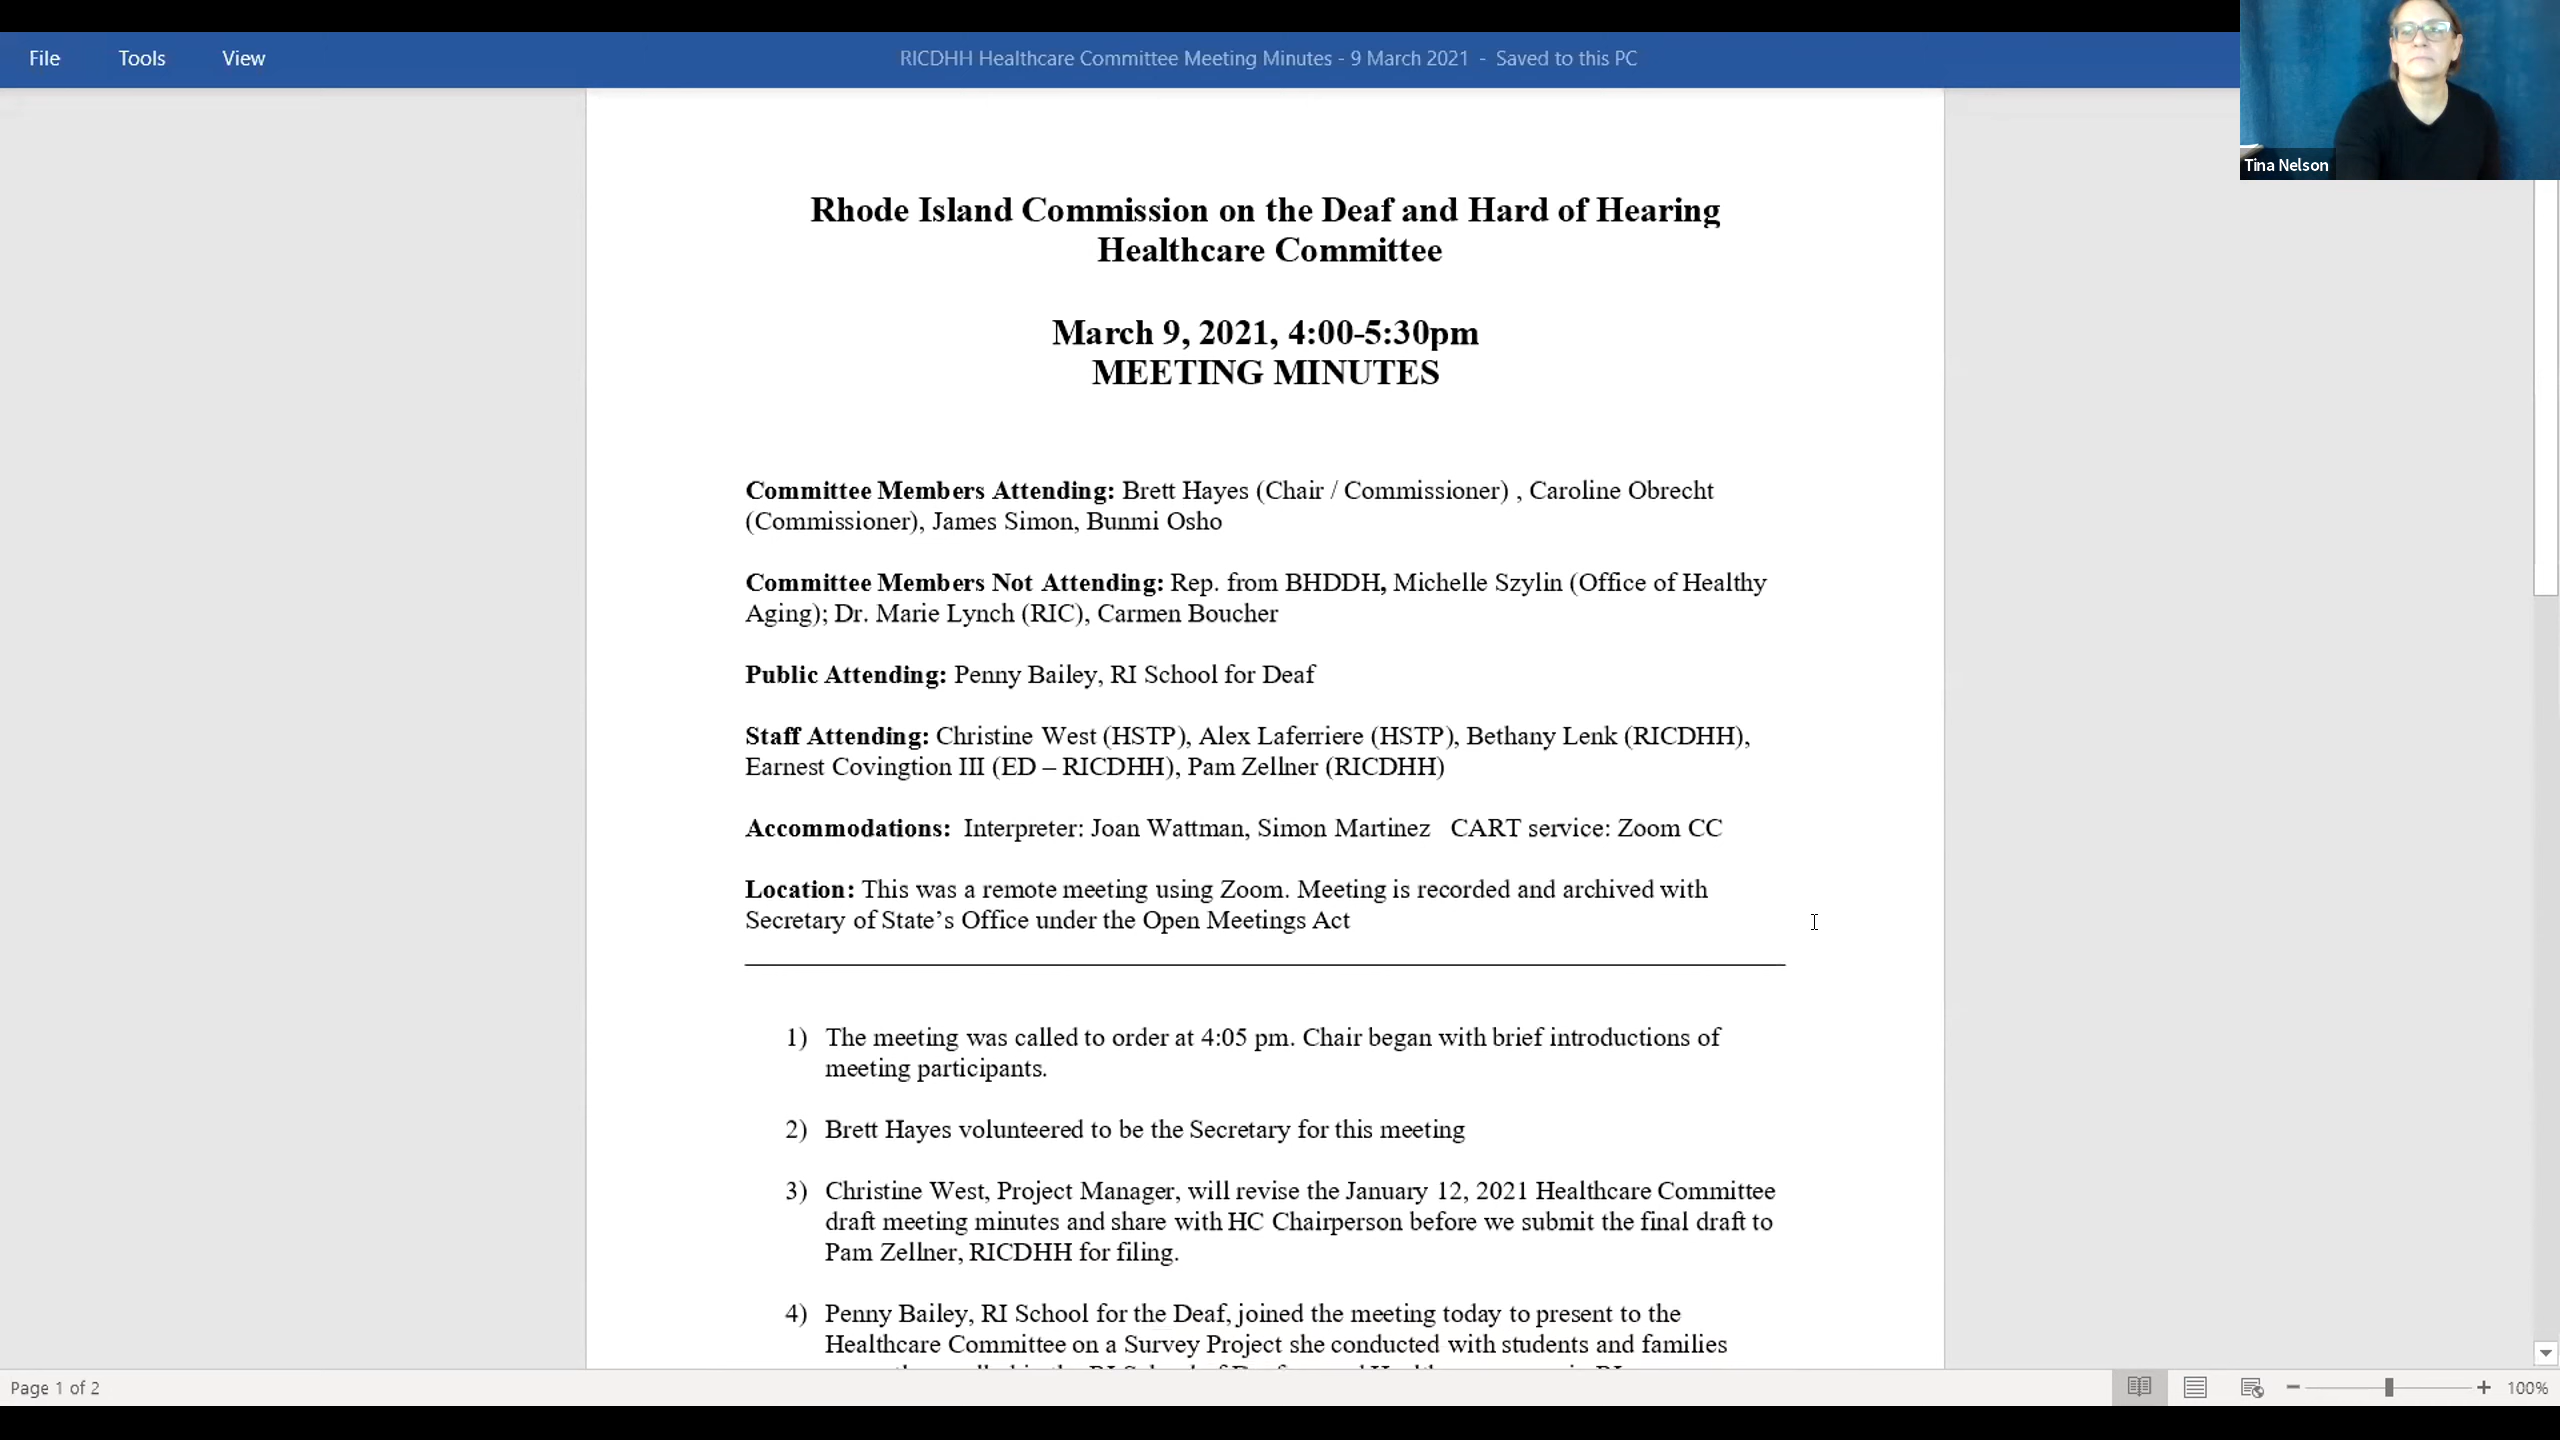 File Tools View RICDHH Healthcare Committee Meeting Minutes - 9 March 2021 - Saved to this PC
Tina Nelson
Rhode Island Commission on the Deaf and Hard of Hearing
Healthcare Committee
March 9, 2021, 4:00-5:30pm
MEETING MINUTES
Committee Members Attending: Brett Hayes (Chair / Commissioner) , Caroline Obrecht
(Commissioner), James Simon, Bunmi Osho
Committee Members Not Attending: Rep. from BHDDH, Michelle Szylin (Office of Healthy
Aging); Dr. Marie Lynch (RIC), Carmen Boucher
Public Attending: Penny Bailey, RI School for Deaf
Staff Attending: Christine West (HSTP), Alex Laferriere (HSTP), Bethany Lenk (RICDHH),
Earnest Covingtion III (ED – RICDHH), Pam Zellner (RICDHH)
Accommodations: Interpreter: Joan Wattman, Simon Martinez CART service: Zoom CC
Location: This was a remote meeting using Zoom. Meeting is recorded and archived with
Secretary of State’s Office under the Open Meetings Act
1) The meeting was called to order at 4:05 pm. Chair began with brief introductions of
meeting participants.
2) Brett Hayes volunteered to be the Secretary for this meeting
3) Christine West, Project Manager, will revise the January 12, 2021 Healthcare Committee
draft meeting minutes and share with HC Chairperson before we submit the final draft to
Pam Zellner, RICDHH for filing.
4) Penny Bailey, RI School for the Deaf, joined the meeting today to present to the
Healthcare Committee on a Survey Project she conducted with students and families
Page 1 of 2
100%